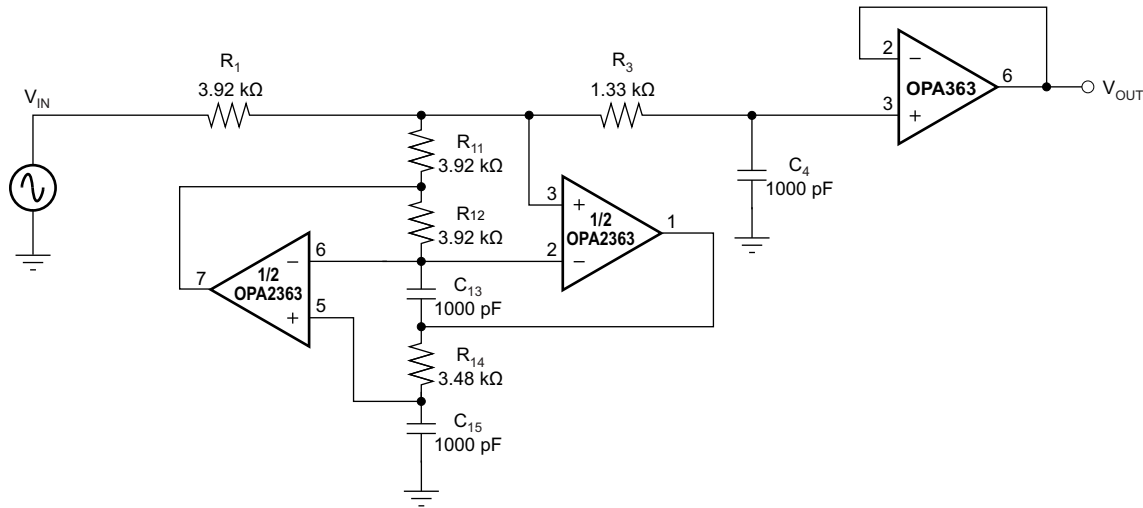 2
−
OPA363
6
3
+
V_OUT
R1
3.92 kΩ
R3
1.33 kΩ
V_IN
R11
3.92 kΩ
C4
1000 pF
R12
3.92 kΩ
3
+
1/2
OPA2363
1
2
−
6
−
1/2
OPA2363
7
5
+
C13
1000 pF
R14
3.48 kΩ
C15
1000 pF